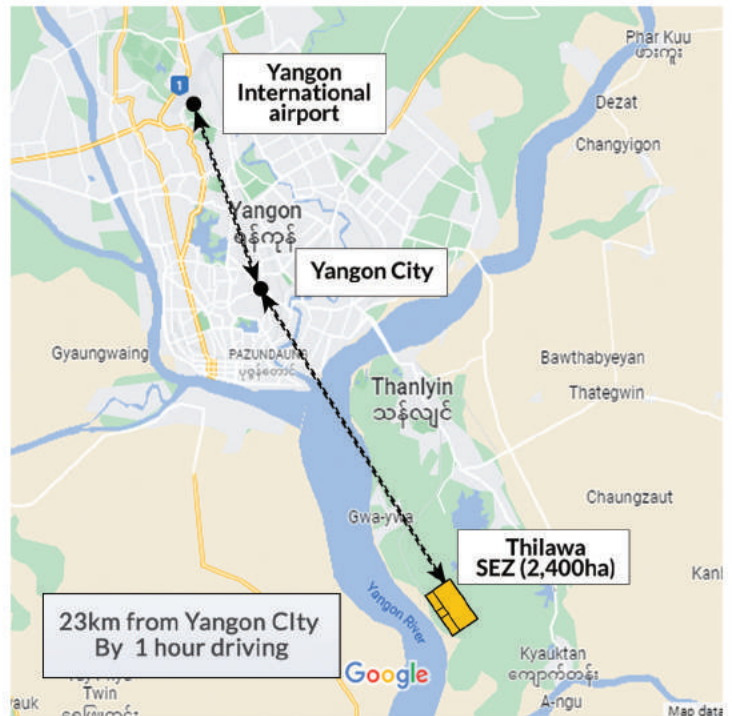 Phar Kuu
ဖားကူး
Yangon
International
airport
1
Dezat
Changyigon
Yangon
ရန်ကုန်
Yangon City
Gyaungwaing
PAZUNDAUNG
ပုဇွန်တောင်
Bawthabyeyan
Thanlyin
သန်လျင်
Thategwin
Chaungzaut
Gwa-ywa
Thilawa
SEZ (2,400ha)
Yangon River
23km from Yangon CIty
By 1 hour driving
Kyauktan
ကျောက်တန်း
Google
Twin
A-ngu
Map data